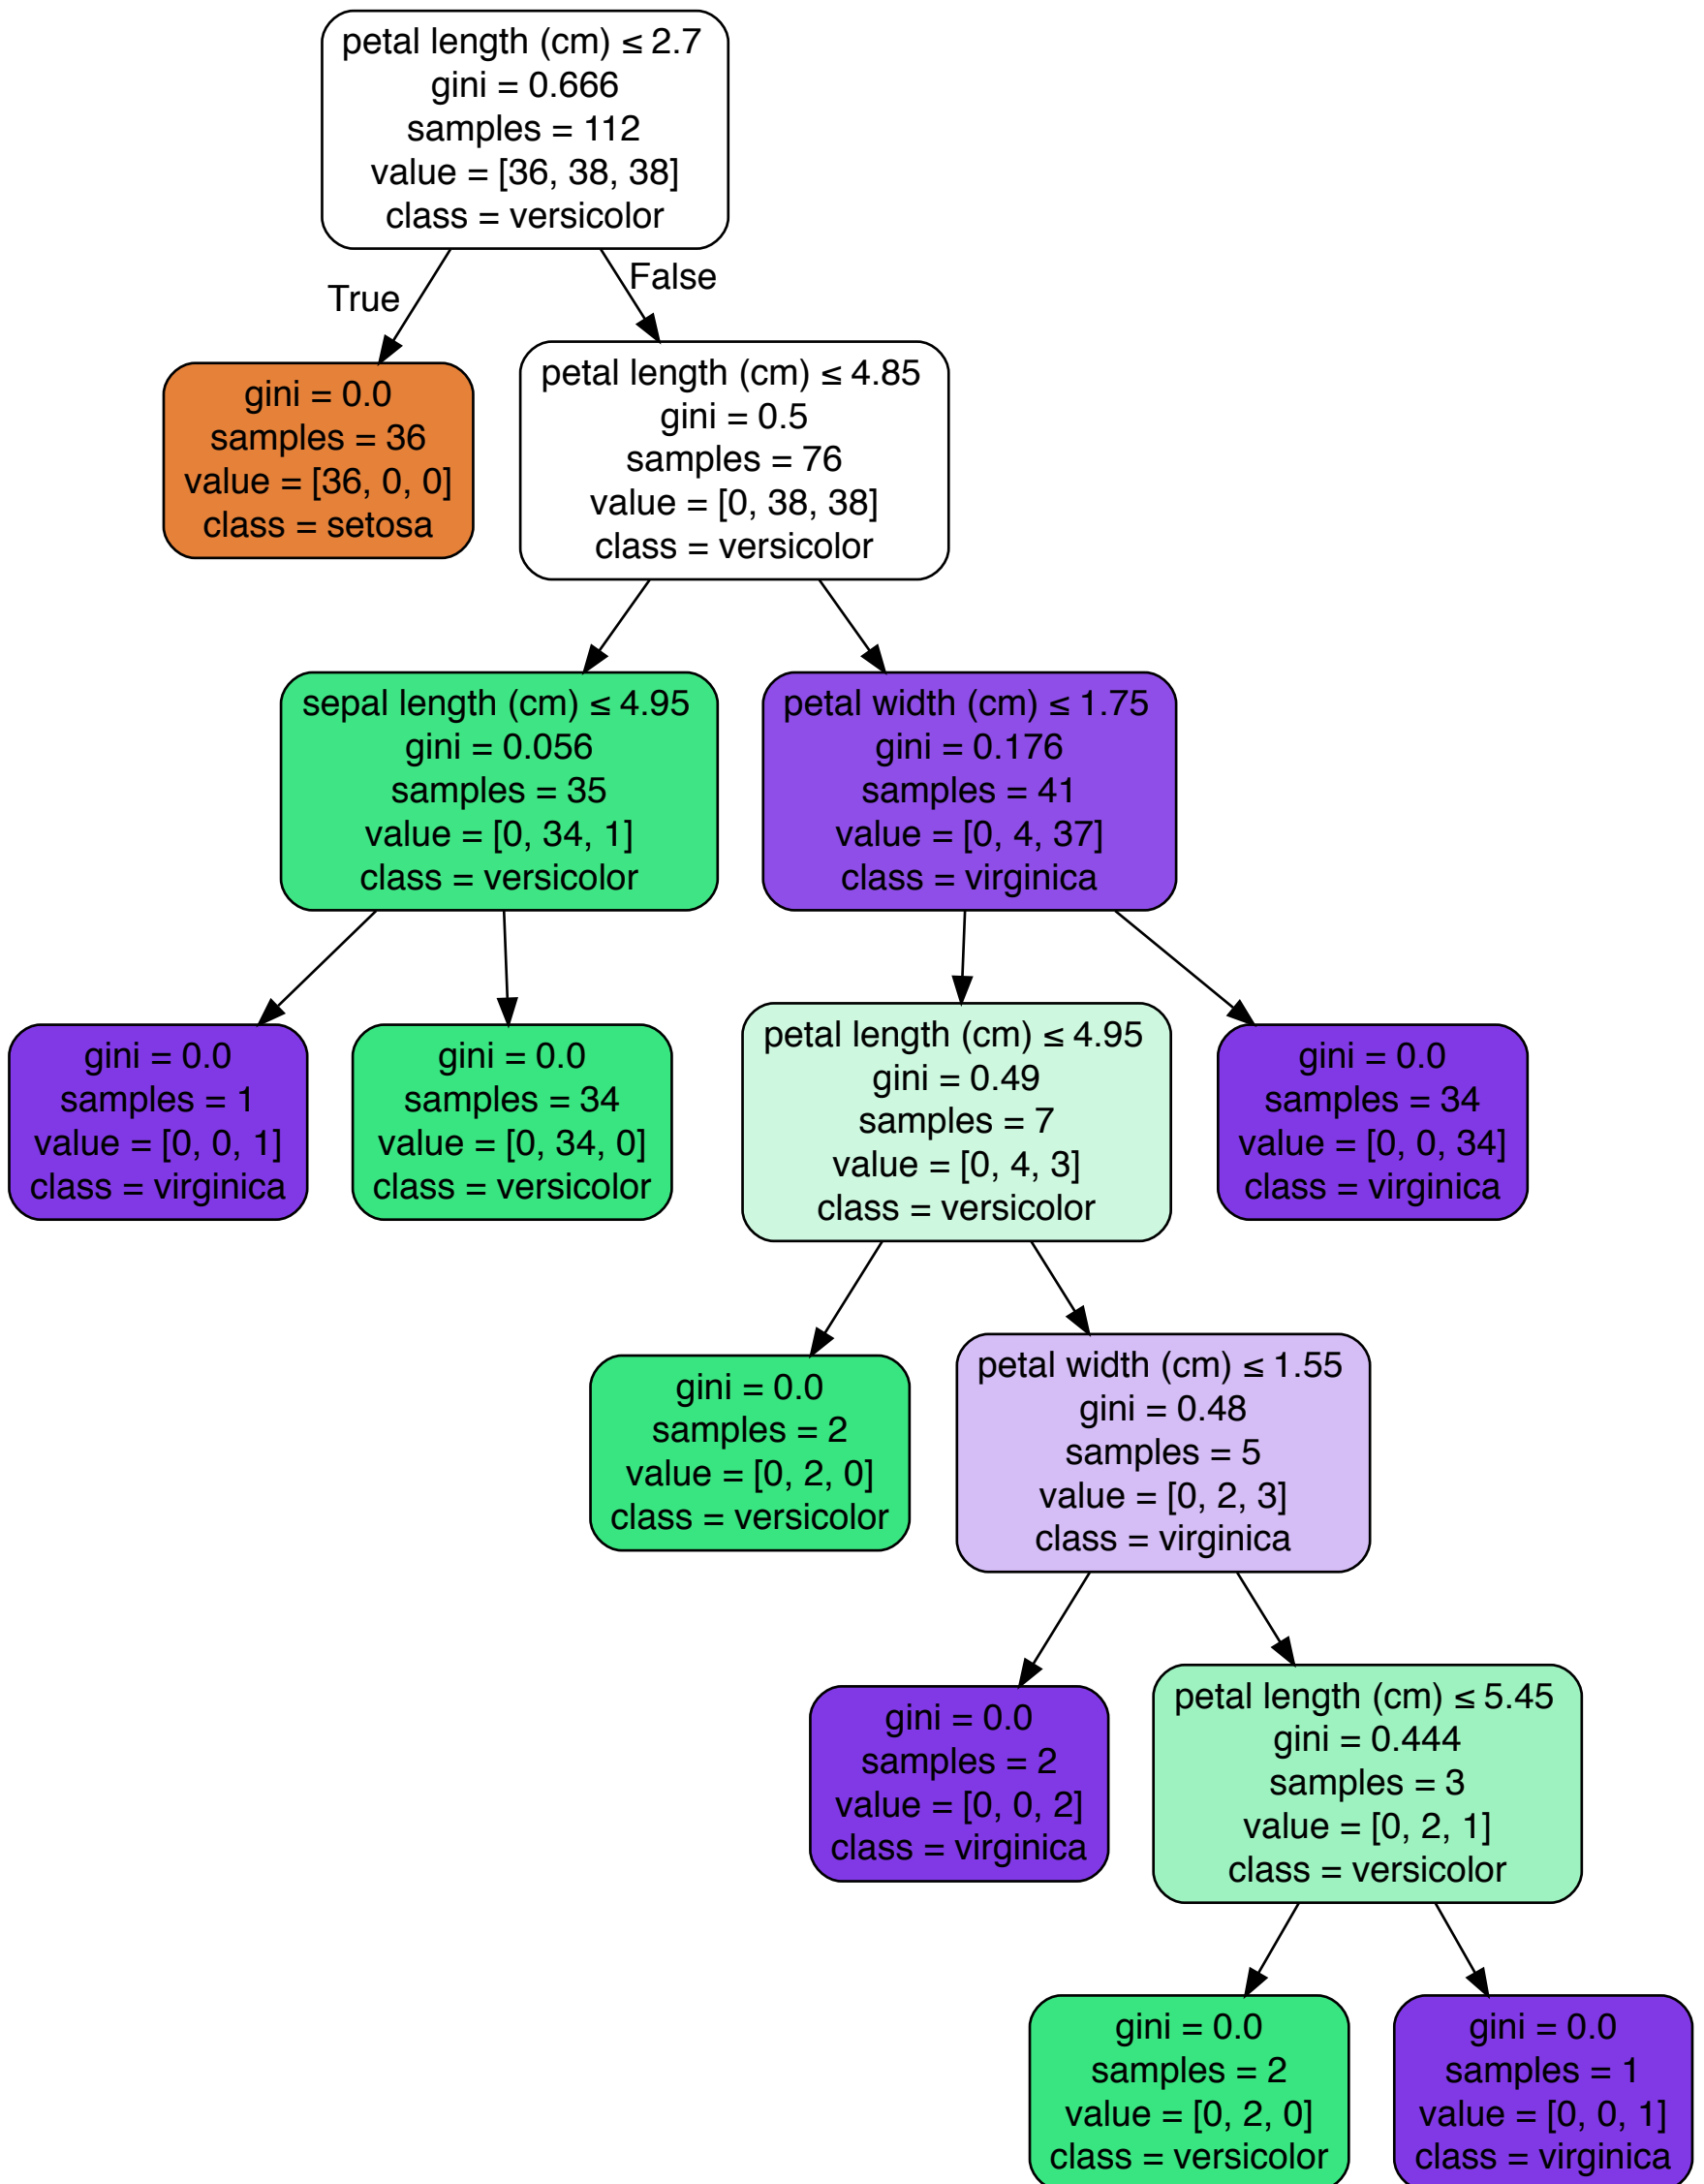 petal length (cm) ≤ 2.7
gini = 0.666
samples = 112
value = [36, 38, 38]
class = versicolor
True
False
gini = 0.0
samples = 36
value = [36, 0, 0]
class = setosa
petal length (cm) ≤ 4.85
gini = 0.5
samples = 76
value = [0, 38, 38]
class = versicolor
sepal length (cm) ≤ 4.95
gini = 0.056
samples = 35
value = [0, 34, 1]
class = versicolor
petal width (cm) ≤ 1.75
gini = 0.176
samples = 41
value = [0, 4, 37]
class = virginica
gini = 0.0
samples = 1
value = [0, 0, 1]
class = virginica
gini = 0.0
samples = 34
value = [0, 34, 0]
class = versicolor
petal length (cm) ≤ 4.95
gini = 0.49
samples = 7
value = [0, 4, 3]
class = versicolor
gini = 0.0
samples = 34
value = [0, 0, 34]
class = virginica
gini = 0.0
samples = 2
value = [0, 2, 0]
class = versicolor
petal width (cm) ≤ 1.55
gini = 0.48
samples = 5
value = [0, 2, 3]
class = virginica
gini = 0.0
samples = 2
value = [0, 0, 2]
class = virginica
petal length (cm) ≤ 5.45
gini = 0.444
samples = 3
value = [0, 2, 1]
class = versicolor
gini = 0.0
samples = 2
value = [0, 2, 0]
class = versicolor
gini = 0.0
samples = 1
value = [0, 0, 1]
class = virginica